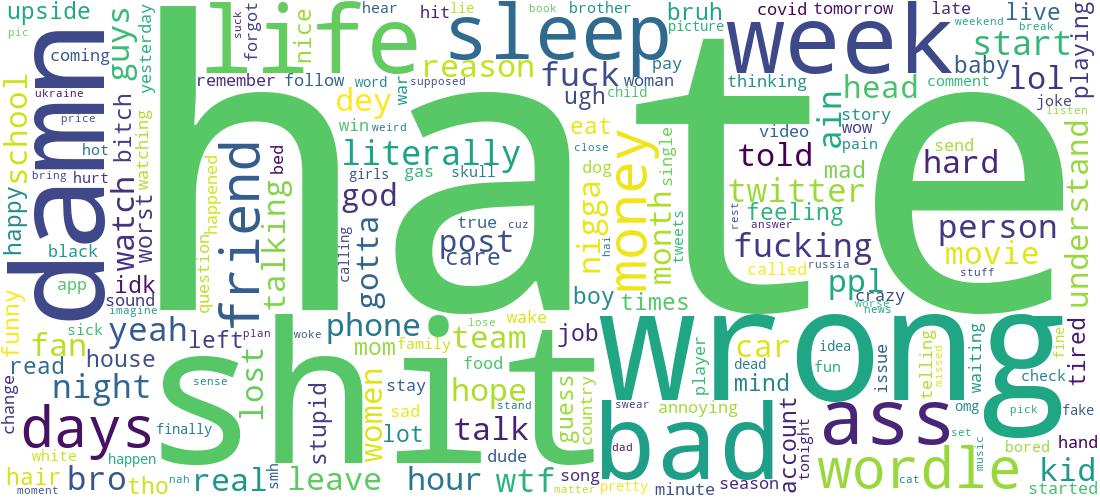 upside
pic
life
suck
forgot
nice
hear
hit
lie
book
brother
sleep
bruh
picture
covid
tomorrow
week
late
weekend
live
break
start
playing
coming
damn
guys
yesterday
remember
follow
word
war
supposed
reason
fuck
woman
pay
ugh
child
thinking
baby
lol
comment
head
joke
listen
ukraine
price
school
hot
bring
hurt
happy
watch
bitch
worst
watching
hate
dey
win
weird
bed
literally
girls
gas
skull
god
eat
close
dog
money
single
month
tweets
nigga
hai
video
told
ain
story
wow
pain
mad
twitter
feeling
rest
answer
fucking
called
russia
send
hard
person
movie
stuff
understand
black
app
idk
sound
imagine
question
happened
friend
talking
calling
gotta
true
cuz
post
care
boy
times
ppl
crazy
worse
news
funny
sick
fan
yeah
left
plan
woke
phone
lose
wake
team
mom
family
job
food
read
house
night
change
days
white
finally
happen
sense
lost
shit
stupid
women
stay
sad
lot
hope
stand
talk
dude
guess
country
wrong
player
car
dead
mind
idea
fun
issue
telling
missed
waiting
fine
tired
check
pick
fake
swear
annoying
dad
bad
account
tonight
ass
omg
set
bored
hand
music
hair
moment
bro
tho
nah
real
smh
leave
hour
wtf
song
matter
pretty
minute
season
wordle
cat
kid
started